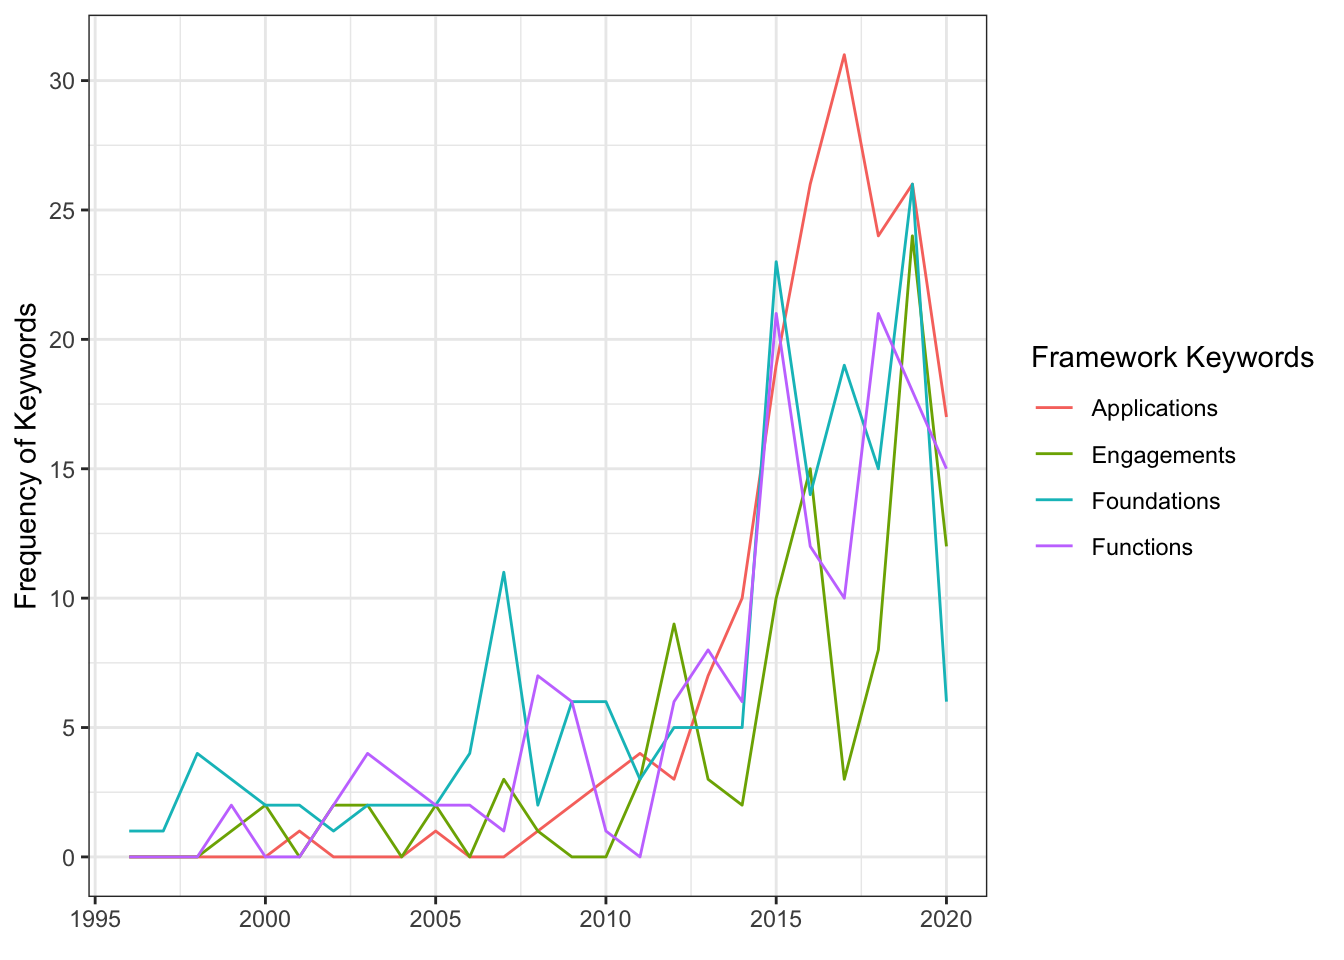 Frequency of Keywords
30
25
20
15
10
5
0
1995 2000 2005 2010 2015 2020
Framework Keywords
Applications
Engagements
Foundations
Functions